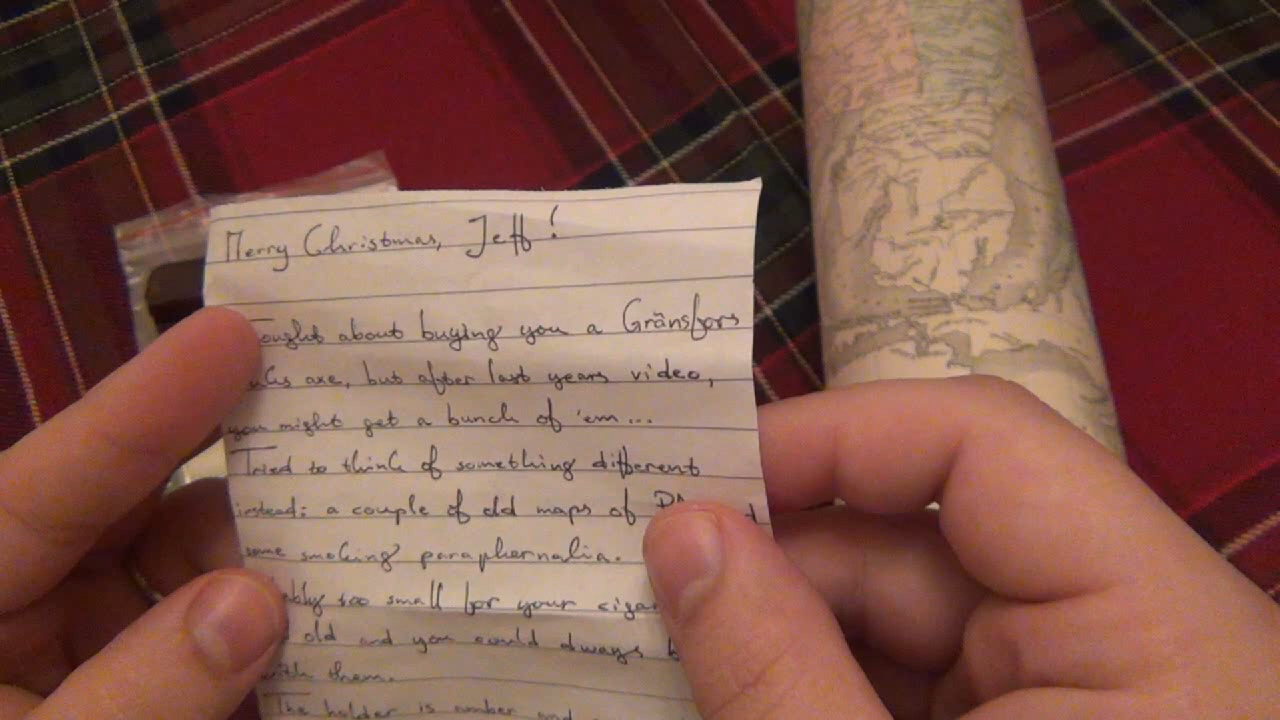 Merry Christmas, Jeff!
about buying you a Gränsfors
axe, but after last years video,
you might get a bunch of 'em...
Tried to think of something different
instead; a couple of old maps of
some smoking paraphernalia.
too small for your
old and you could always
with them.
The holder is amber and